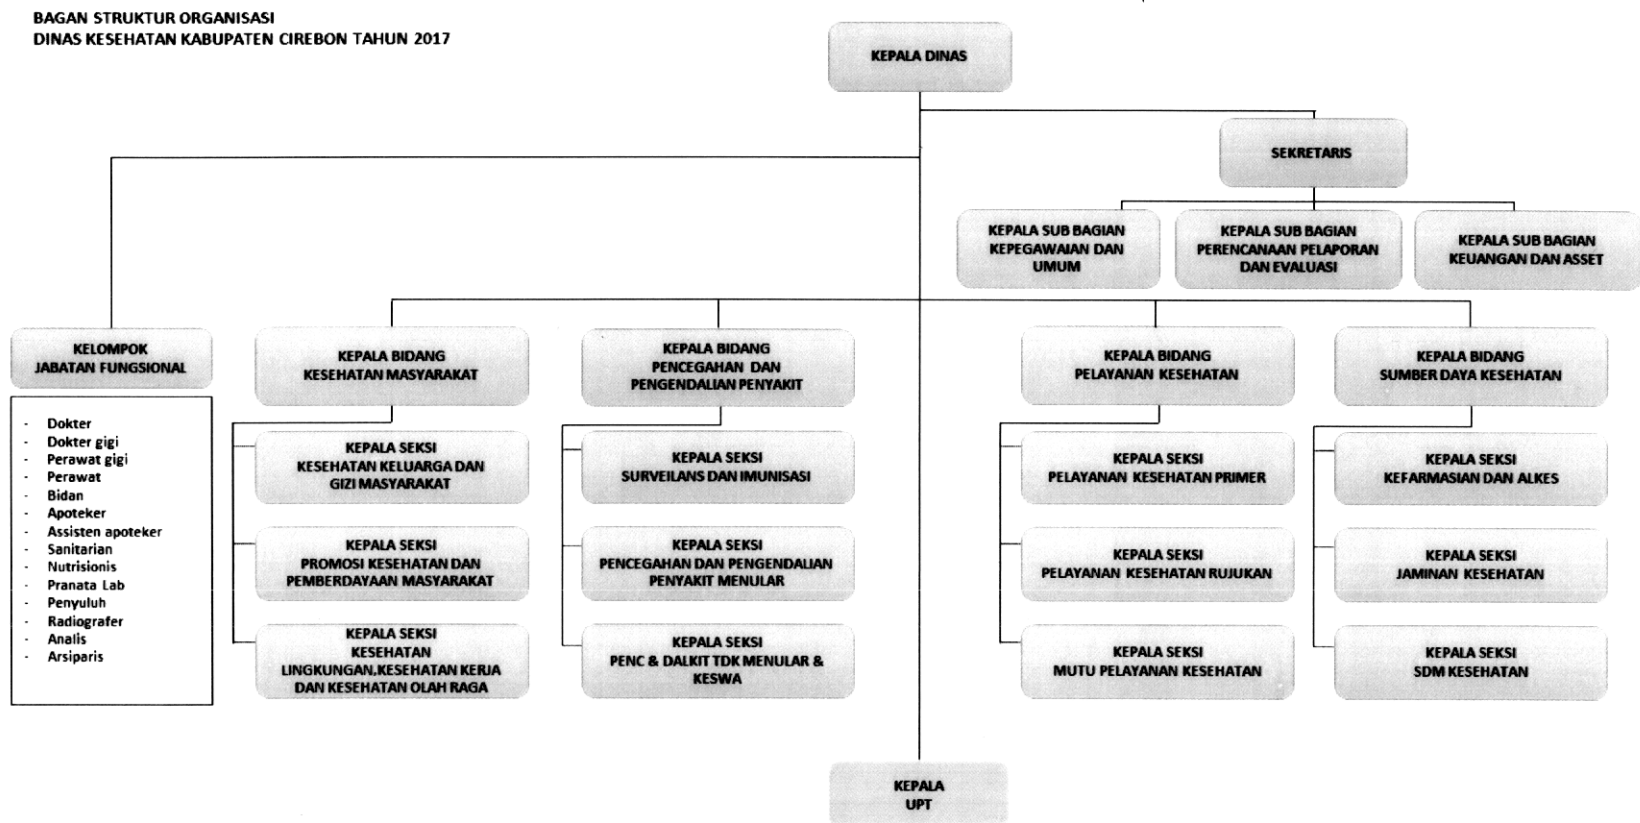 BAGAN STRUKTUR ORGANISASI
DINAS KESEHATAN KABUPATEN CIREBON TAHUN 2017
KEPALA DINAS
SEKRETARIS
KEPALA SUB BAGIAN
KEPEGAWAIAN DAN
UMUM
KEPALA SUB BAGIAN
PERENCANAAN PELAPORAN
DAN EVALUASI
KEPALA SUB BAGIAN
KEUANGAN DAN ASSET
KELOMPOK
JABATAN FUNGSIONAL
- Dokter
- Dokter gigi
- Perawat gigi
- Perawat
- Bidan
- Apoteker
- Assisten apoteker
- Sanitarian
- Nutrisionis
- Pranata Lab
- Penyuluh
- Radiografer
- Analis
- Arsiparis
KEPALA BIDANG
KESEHATAN MASYARAKAT
KEPALA SEKSI
KESEHATAN KELUARGA DAN
GIZI MASYARAKAT
KEPALA SEKSI
PROMOSI KESEHATAN DAN
PEMBERDAYAAN MASYARAKAT
KEPALA SEKSI
KESEHATAN
LINGKUNGAN,KESEHATAN KERJA
DAN KESEHATAN OLAH RAGA
KEPALA BIDANG
PENCEGAHAN DAN
PENGENDALIAN PENYAKIT
KEPALA SEKSI
SURVEILANS DAN IMUNISASI
KEPALA SEKSI
PENCEGAHAN DAN PENGENDALIAN
PENYAKIT MENULAR
KEPALA SEKSI
PENC & DALKIT TDK MENULAR &
KESWA
KEPALA BIDANG
PELAYANAN KESEHATAN
KEPALA SEKSI
PELAYANAN KESEHATAN PRIMER
KEPALA SEKSI
PELAYANAN KESEHATAN RUJUKAN
KEPALA SEKSI
MUTU PELAYANAN KESEHATAN
KEPALA BIDANG
SUMBER DAYA KESEHATAN
KEPALA SEKSI
KEFARMASIAN DAN ALKES
KEPALA SEKSI
JAMINAN KESEHATAN
KEPALA SEKSI
SDM KESEHATAN
KEPALA
UPT